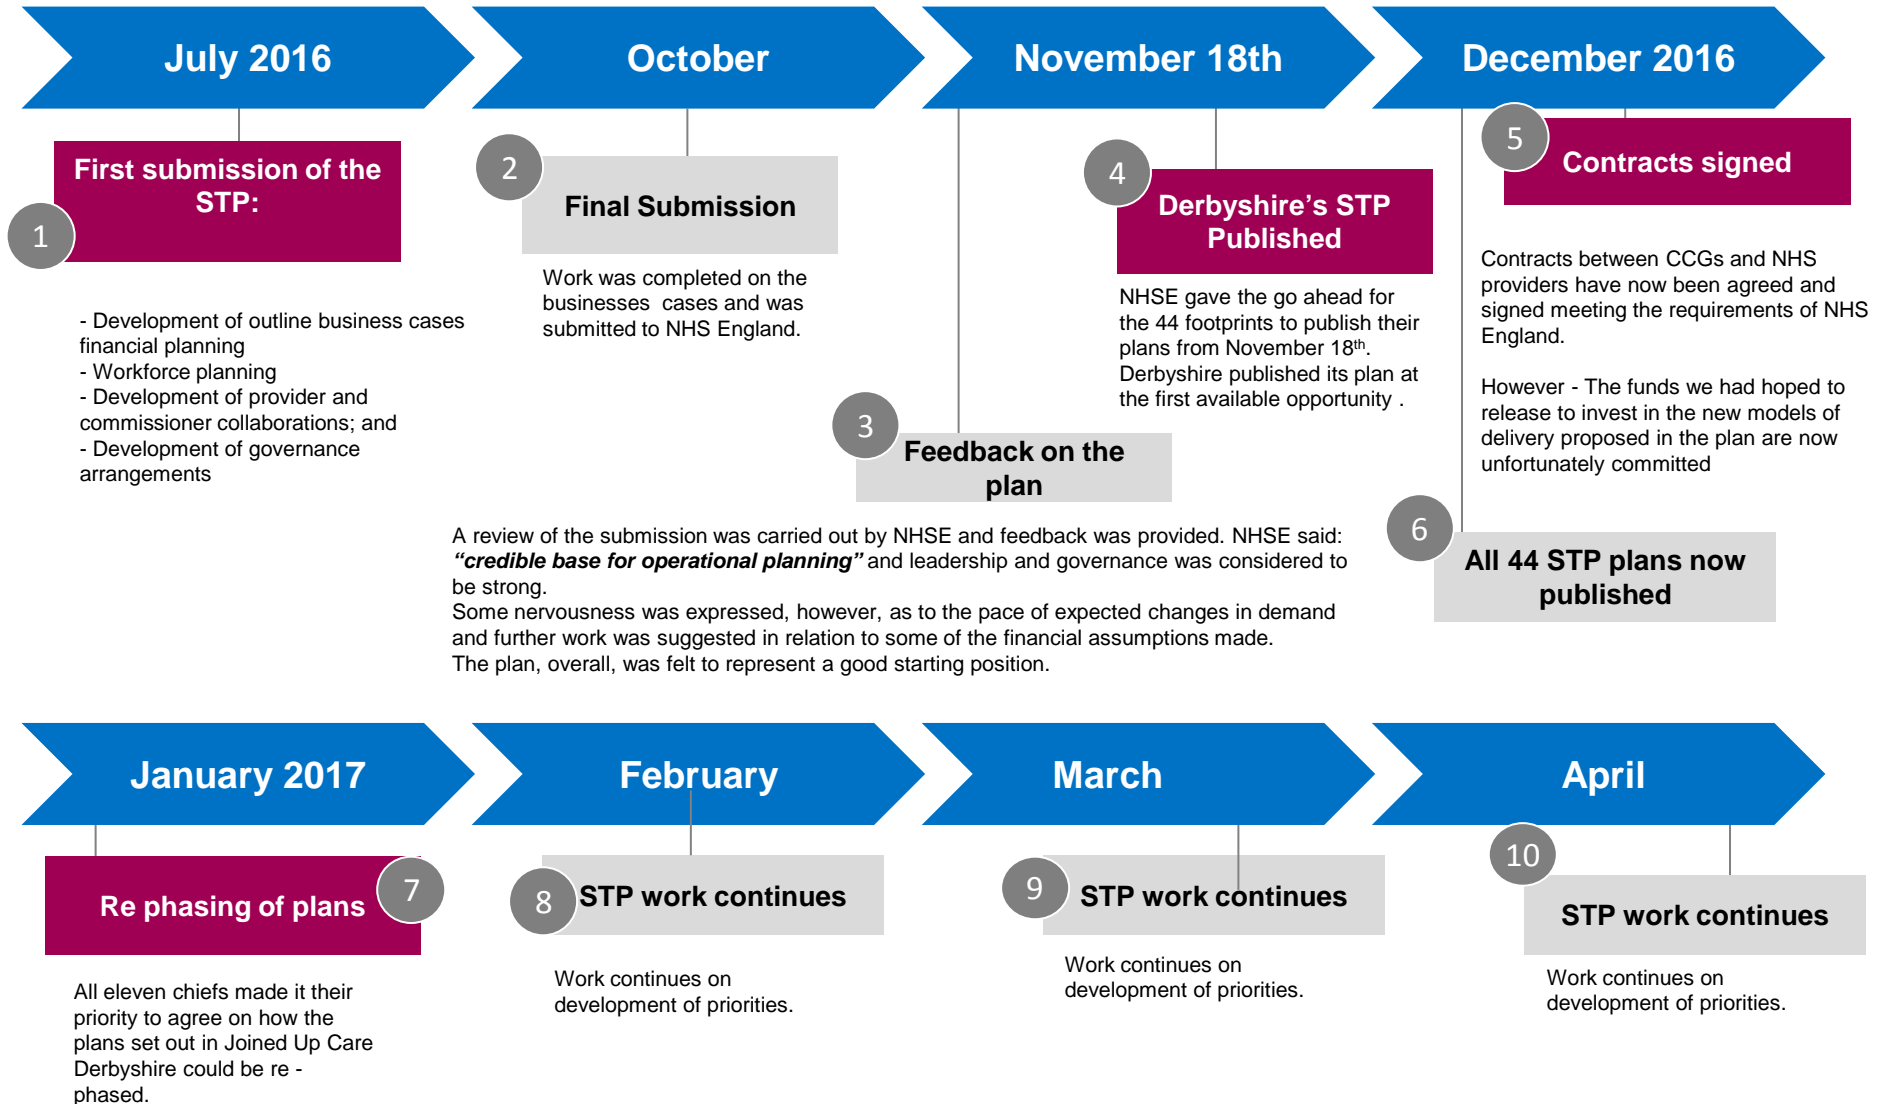 July 2016
October
November 18th
December 2016
1
First submission of the
STP:
- Development of outline business cases
financial planning
- Workforce planning
- Development of provider and
commissioner collaborations; and
- Development of governance
arrangements
2
Final Submission
Work was completed on the
businesses  cases and was
submitted to NHS England.
3
Feedback on the
plan
A review of the submission was carried out by NHSE and feedback was provided. NHSE said:
“credible base for operational planning” and leadership and governance was considered to
be strong.
Some nervousness was expressed, however, as to the pace of expected changes in demand
and further work was suggested in relation to some of the financial assumptions made.
The plan, overall, was felt to represent a good starting position.
4
Derbyshire’s STP
Published
NHSE gave the go ahead for
the 44 footprints to publish their
plans from November 18th.
Derbyshire published its plan at
the first available opportunity .
5
Contracts signed
Contracts between CCGs and NHS
providers have now been agreed and
signed meeting the requirements of NHS
England.
However - The funds we had hoped to
release to invest in the new models of
delivery proposed in the plan are now
unfortunately committed
6
All 44 STP plans now
published
January 2017
February
March
April
Re phasing of plans
7
All eleven chiefs made it their
priority to agree on how the
plans set out in Joined Up Care
Derbyshire could be re -
phased.
8
STP work continues
Work continues on
development of priorities.
9
STP work continues
Work continues on
development of priorities.
10
STP work continues
Work continues on
development of priorities.